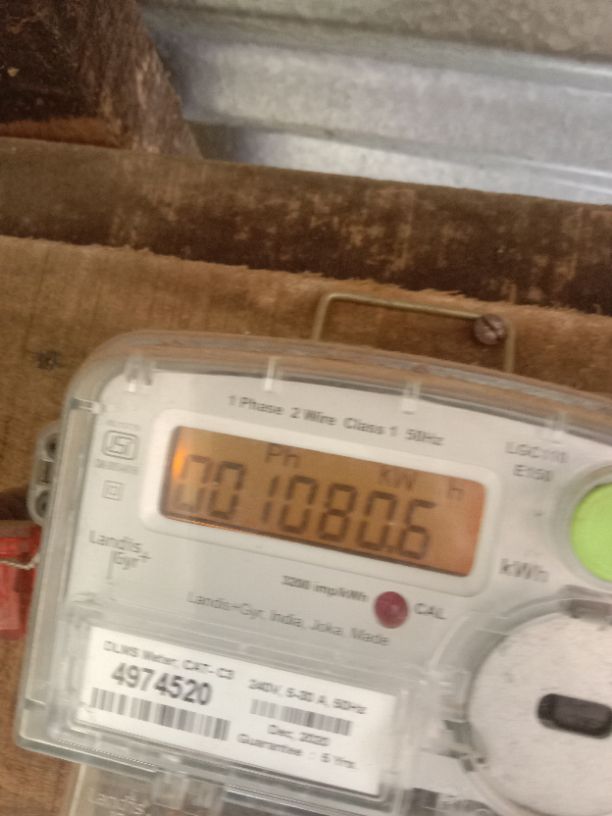 1 Phase 2 Wire Class 1 50Hz
LGC110
E150
Ph KW h
001080.6
kWh
Landis+
Gyr
3200 imp/kWh
CAL
Landis+Gyr, India, Joka, Made
DLMS Meter, CAT- C3
4974520
240V, 5-30 A, 50Hz
Dec, 2020
Guarantee : 5 Yrs.
Landis